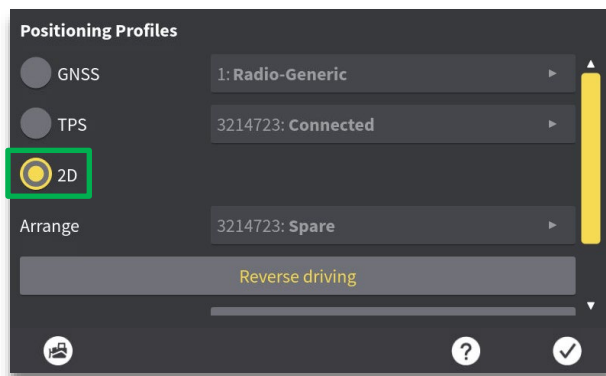 Positioning Profiles
GNSS 1: Radio-Generic
TPS 3214723: Connected
2D
Arrange 3214723: Spare
Reverse driving
?